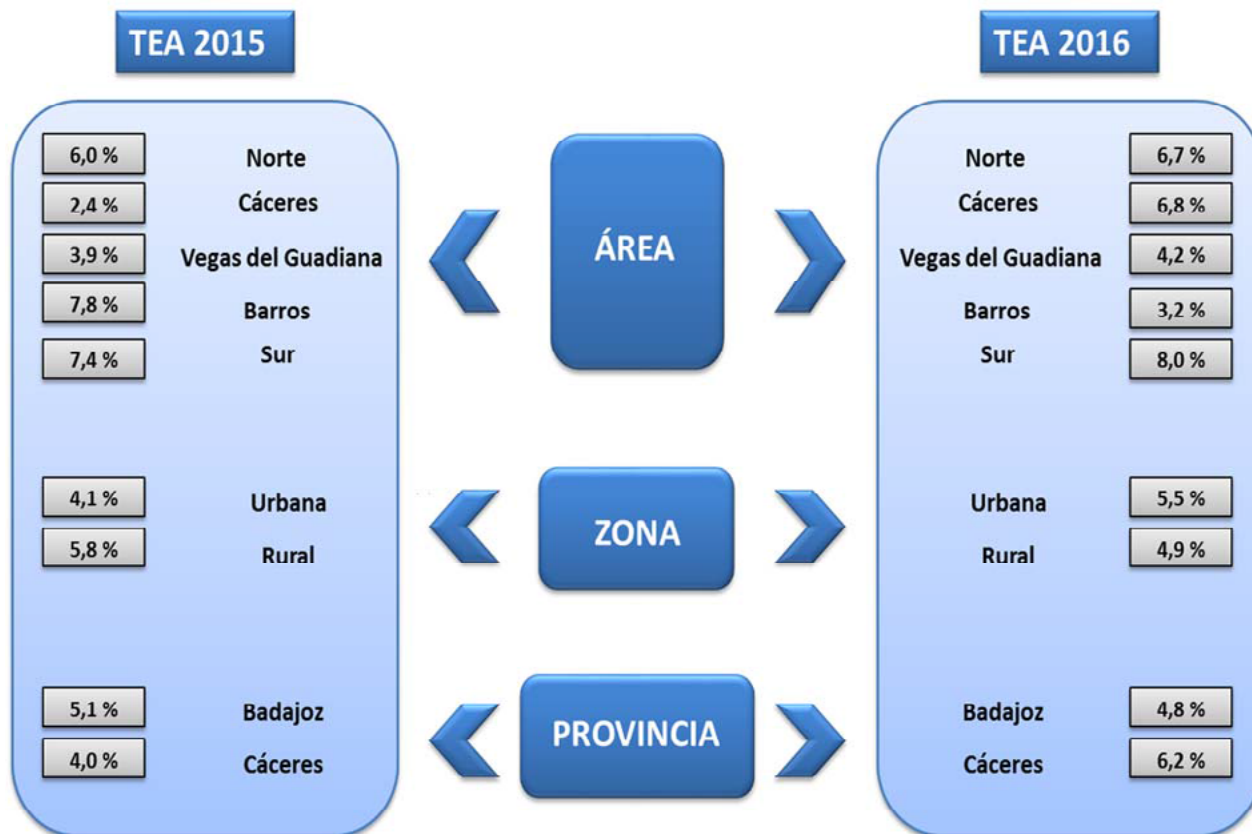 TEA 2015
TEA 2016
6,0 % Norte
2,4 % Cáceres
3,9 % Vegas del Guadiana
7,8 % Barros
7,4 % Sur
ÁREA
Norte 6,7 %
Cáceres 6,8 %
Vegas del Guadiana 4,2 %
Barros 3,2 %
Sur 8,0 %
4,1 % Urbana
5,8 % Rural
ZONA
Urbana 5,5 %
Rural 4,9 %
5,1 % Badajoz
4,0 % Cáceres
PROVINCIA
Badajoz 4,8 %
Cáceres 6,2 %